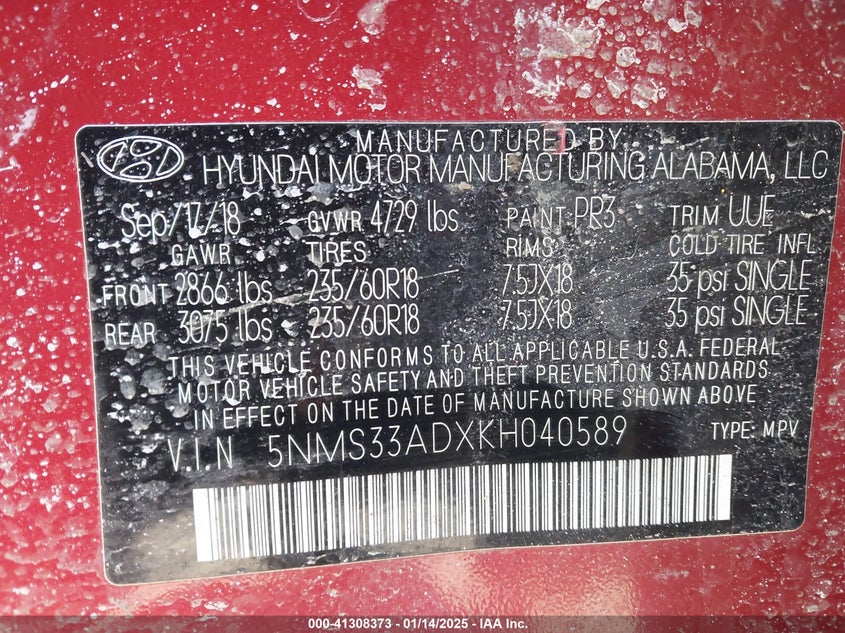 MANUFACTURED BY
HYUNDAI MOTOR MANUFACTURING ALABAMA, LLC
Sep/17/18 GVWR 4729 lbs PAINT PR3 TRIM UUE
GAWR TIRES RIMS COLD TIRE INFL
FRONT 2866 lbs 235/60R18 7.5JX18 35 psi SINGLE
REAR 3075 lbs 235/60R18 7.5JX18 35 psi SINGLE
THIS VEHICLE CONFORMS TO ALL APPLICABLE U.S.A. FEDERAL
MOTOR VEHICLE SAFETY AND THEFT PREVENTION STANDARDS
IN EFFECT ON THE DATE OF MANUFACTURE SHOWN ABOVE
V.I.N 5NMS33ADXKH040589 TYPE: MPV
000-41308373 - 01/14/2025 - IAA Inc.